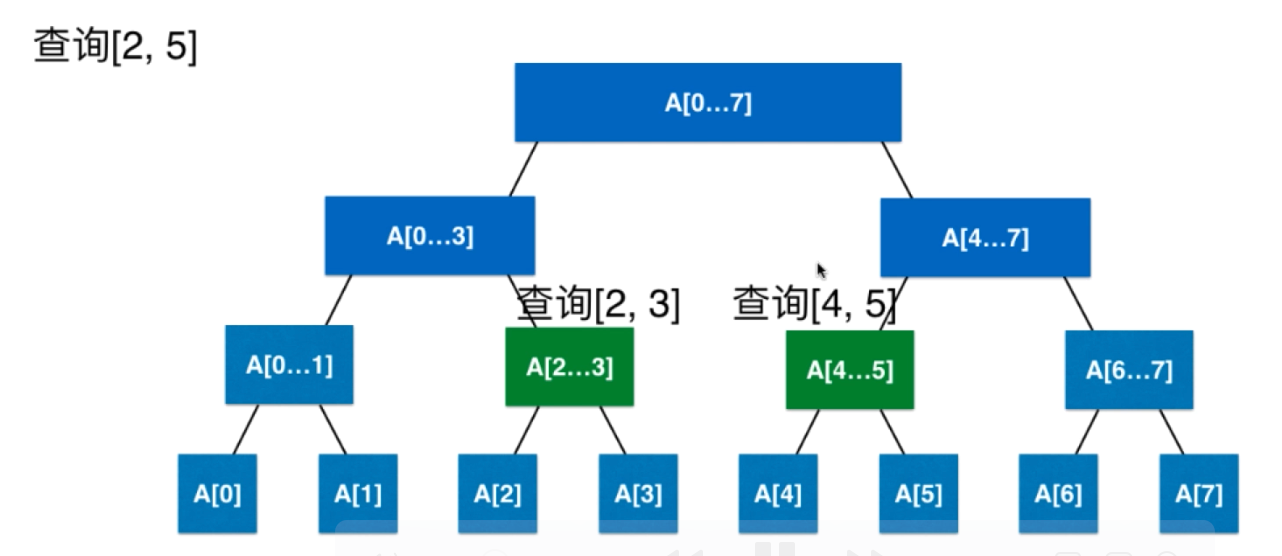 查询[2, 5]
A[0...7]
A[0...3]
A[4...7]
查询[2, 3]
查询[4, 5]
A[0...1]
A[2...3]
A[4...5]
A[6...7]
A[0]
A[1]
A[2]
A[3]
A[4]
A[5]
A[6]
A[7]